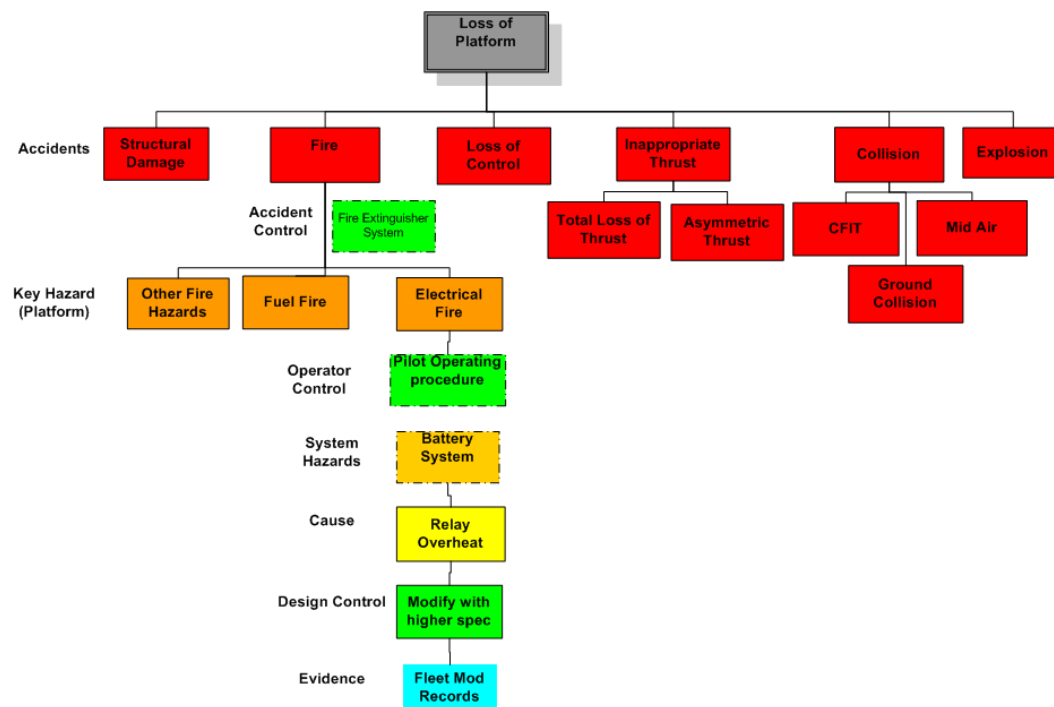 Loss of
Platform
Accidents
Structural
Damage
Fire
Loss of
Control
Inappropriate
Thrust
Collision
Explosion
Accident
Control
Fire Extinguisher
System
Total Loss of
Thrust
Asymmetric
Thrust
CFIT
Mid Air
Key Hazard
(Platform)
Other Fire
Hazards
Fuel Fire
Electrical
Fire
Ground
Collision
Operator
Control
Pilot Operating
procedure
System
Hazards
Battery
System
Cause
Relay
Overheat
Design Control
Modify with
higher spec
Evidence
Fleet Mod
Records